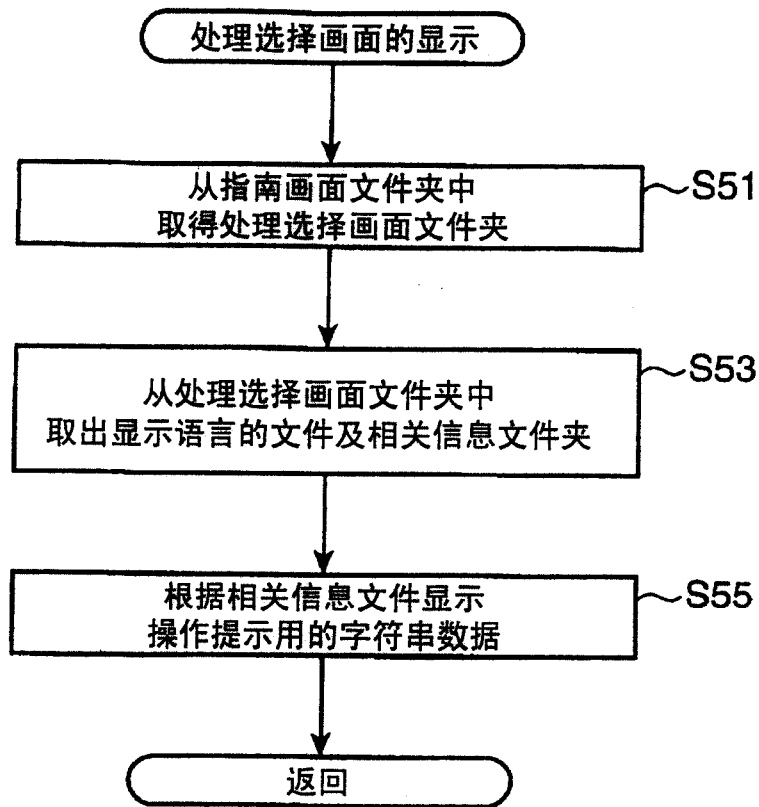 处理选择画面的显示
从指南画面文件夹中
取得处理选择画面文件夹
S51
从处理选择画面文件夹中
取出显示语言的文件及相关信息文件夹
S53
根据相关信息文件显示
操作提示用的字符串数据
S55
返回